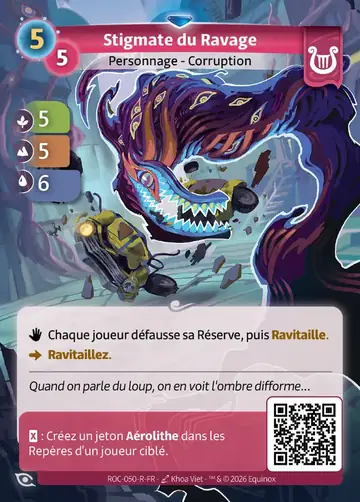 5
5
Stigmate du Ravage
Personnage - Corruption
5
5
6
Chaque joueur défausse sa Réserve, puis Ravitaille.
Ravitaillez.
Quand on parle du loup, on en voit l'ombre difforme...
X : Créez un jeton Aérolithe dans les
Repères d'un joueur ciblé.
ROC-050-R-FR - Khoa Viet - ™ & © 2026 Equinox